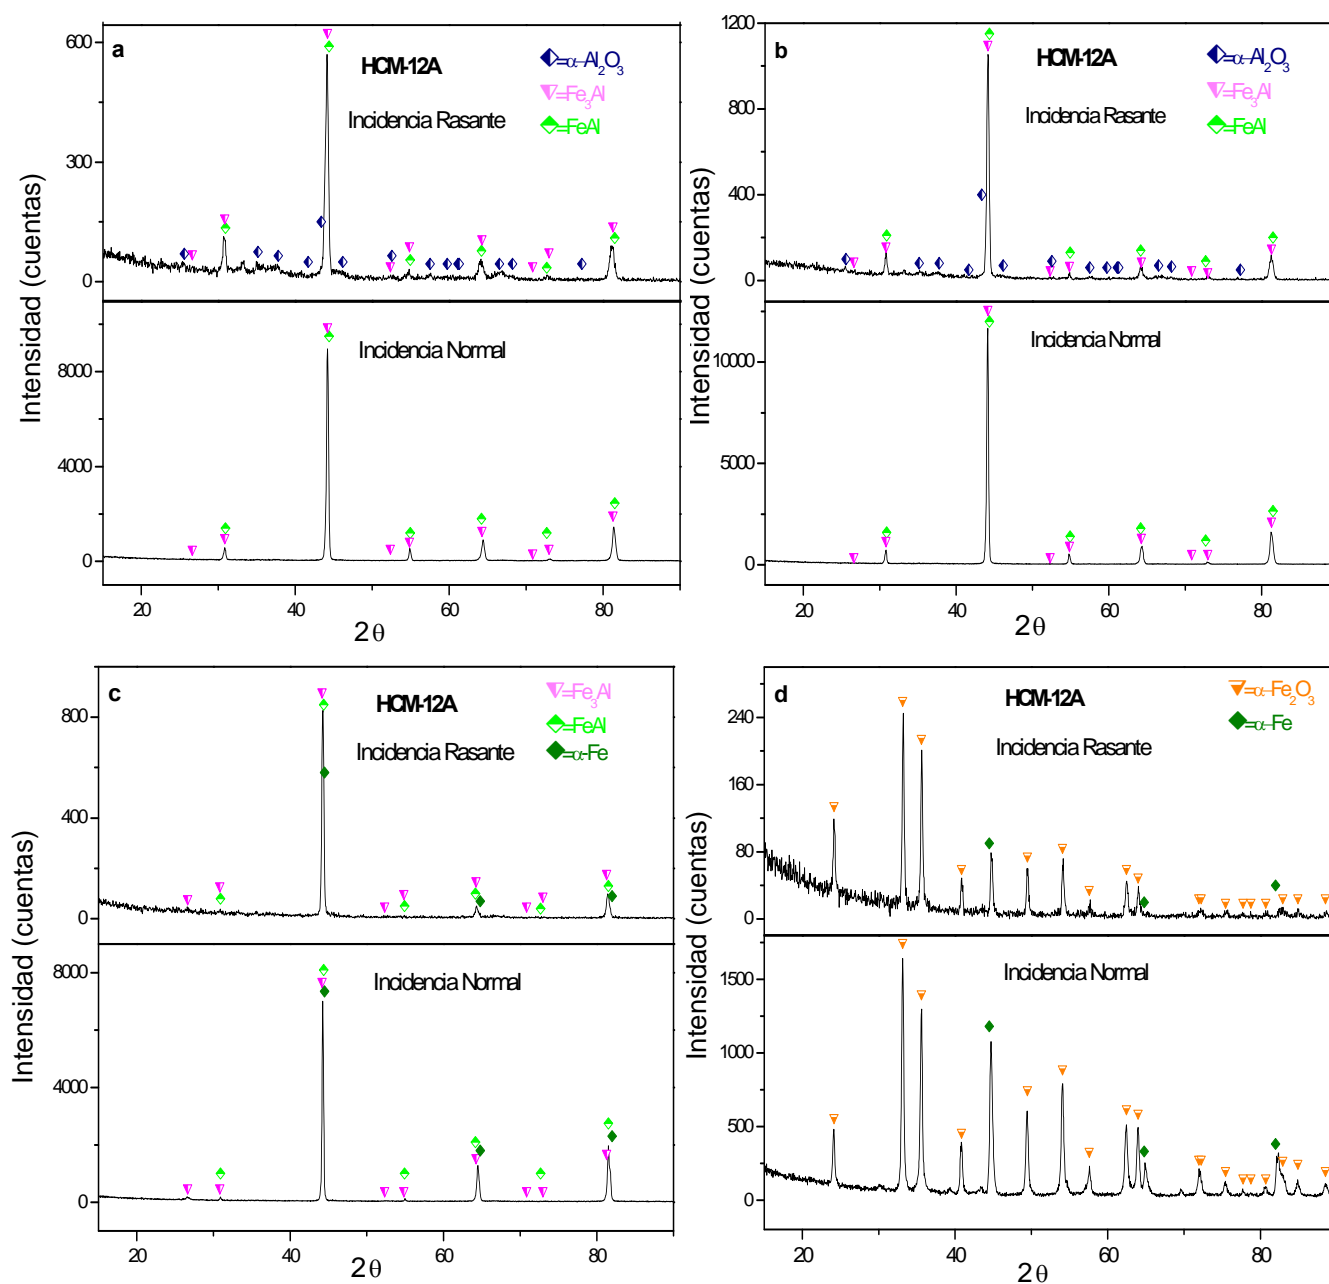 a
HCM-12A
Incidencia Rasante
=α-Al₂O₃
=Fe₃Al
=FeAl
600
300
0
Incidencia Normal
8000
4000
0
Intensidad (cuentas)
20 40 60 80
2θ
b
HCM-12A
Incidencia Rasante
=α-Al₂O₃
=Fe₃Al
=FeAl
1200
800
400
0
Incidencia Normal
10000
5000
0
Intensidad (cuentas)
20 40 60 80
2θ
c
HCM-12A
Incidencia Rasante
=Fe₃Al
=FeAl
=α-Fe
800
400
0
Incidencia Normal
8000
4000
0
Intensidad (cuentas)
20 40 60 80
2θ
d
HCM-12A
Incidencia Rasante
=α-Fe₂O₃
=α-Fe
240
160
80
0
Incidencia Normal
1500
1000
500
0
Intensidad (cuentas)
20 40 60 80
2θ